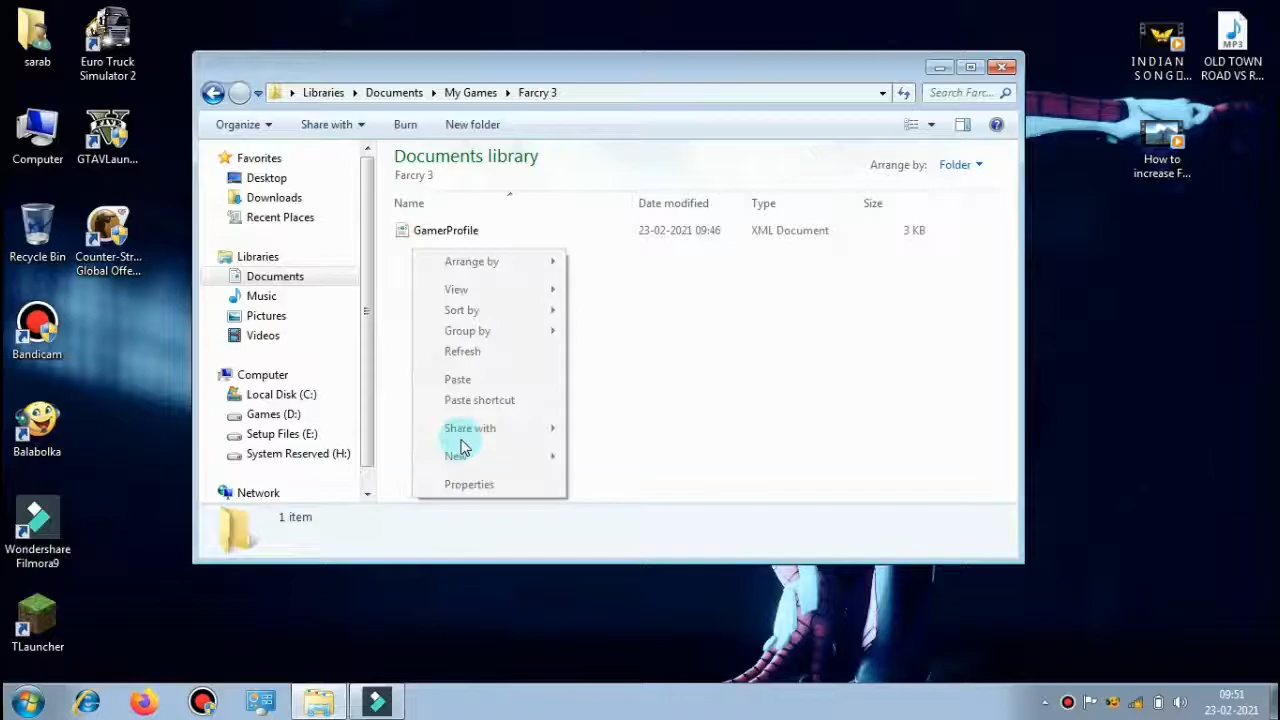 sarab
Euro Truck
Simulator 2
Computer
GTAVLaun...
Recycle Bin
Counter-Str...
Global Offe...
Bandicam
Balabolka
Wondershare
Filmora9
TLauncher
Libraries
Documents
My Games
Farcry 3
Search Farc...
Organize
Share with
Burn
New folder
Favorites
Desktop
Downloads
Recent Places
Libraries
Documents
Music
Pictures
Videos
Computer
Local Disk (C:)
Games (D:)
Setup Files (E:)
System Reserved (H:)
Network
Documents library
Farcry 3
Arrange by: Folder
Name Date modified Type Size
GamerProfile 23-02-2021 09:46 XML Document 3 KB
Arrange by
View
Sort by
Group by
Refresh
Paste
Paste shortcut
Share with
New
Properties
1 item
I N D I A N
S O N G
MP3
OLD TOWN
ROAD VS R...
How to
increase F...
09:51
23-02-2021